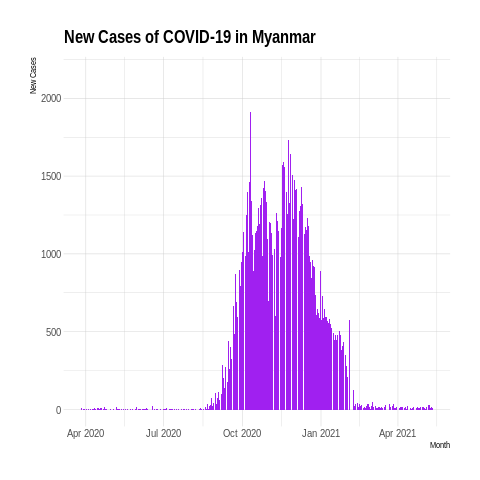 New Cases of COVID-19 in Myanmar
New Cases
2000
1500
1000
500
0
Apr 2020 Jul 2020 Oct 2020 Jan 2021 Apr 2021
Month